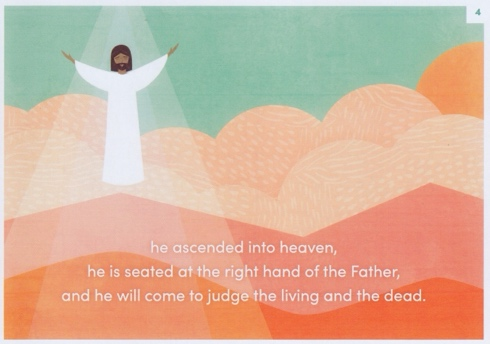 4
he ascended into heaven,
he is seated at the right hand of the Father,
and he will come to judge the living and the dead.